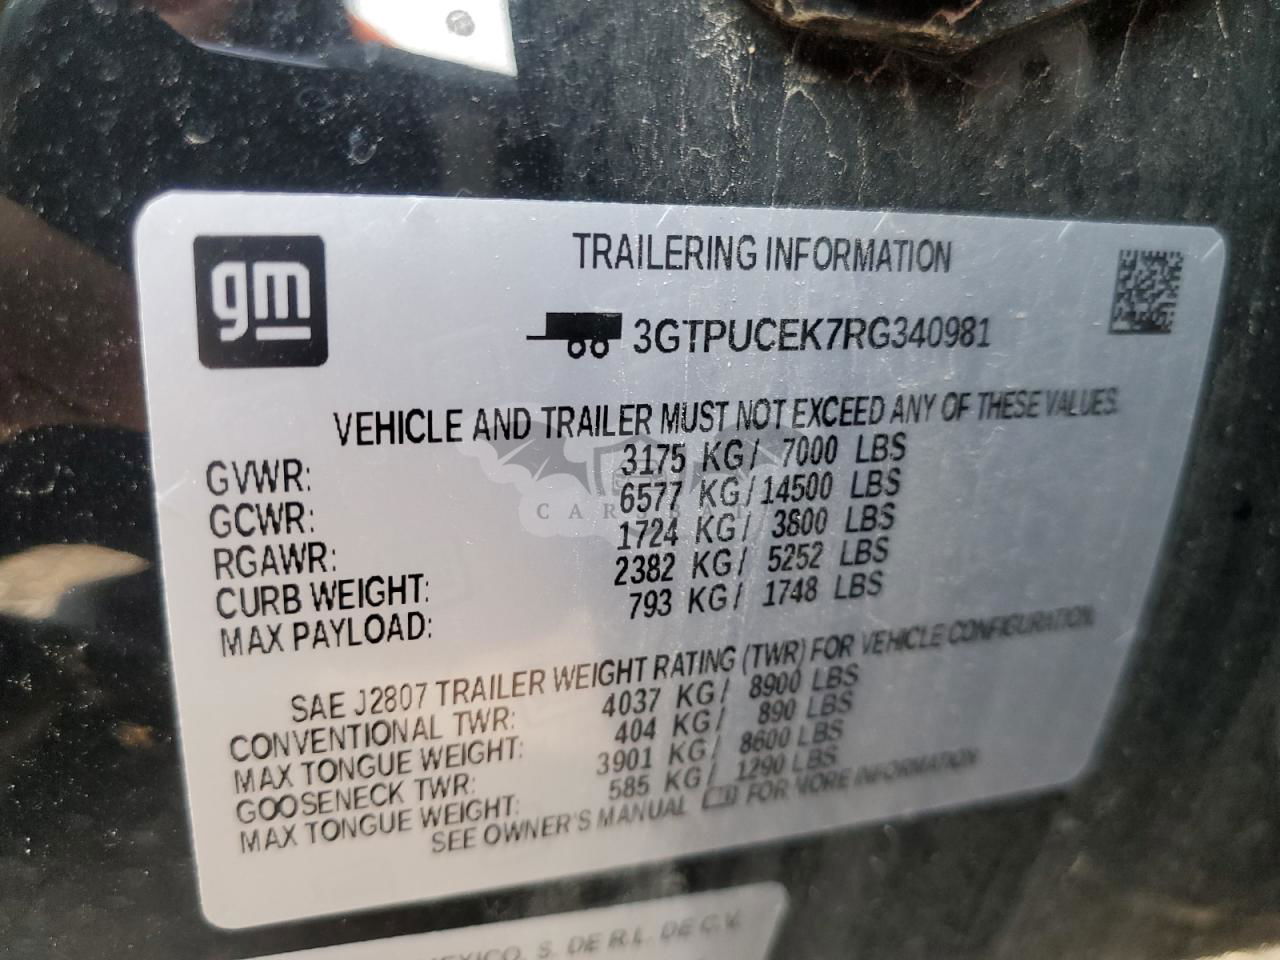 gm
TRAILERING INFORMATION
3GTPUCEK7RG340981
VEHICLE AND TRAILER MUST NOT EXCEED ANY OF THESE VALUES.
GVWR: 3175 KG/ 7000 LBS
GCWR: 6577 KG/14500 LBS
RGAWR: 1724 KG/ 3800 LBS
CURB WEIGHT: 2382 KG/ 5252 LBS
MAX PAYLOAD: 793 KG/ 1748 LBS
SAE J2807 TRAILER WEIGHT RATING (TWR) FOR VEHICLE CONFIGURATION.
CONVENTIONAL TWR: 4037 KG/ 8900 LBS
MAX TONGUE WEIGHT: 404 KG/ 890 LBS
GOOSENECK TWR: 3901 KG/ 8600 LBS
MAX TONGUE WEIGHT: 585 KG/ 1290 LBS
SEE OWNER'S MANUAL FOR MORE INFORMATION
S. DE R.L. DE C.V.